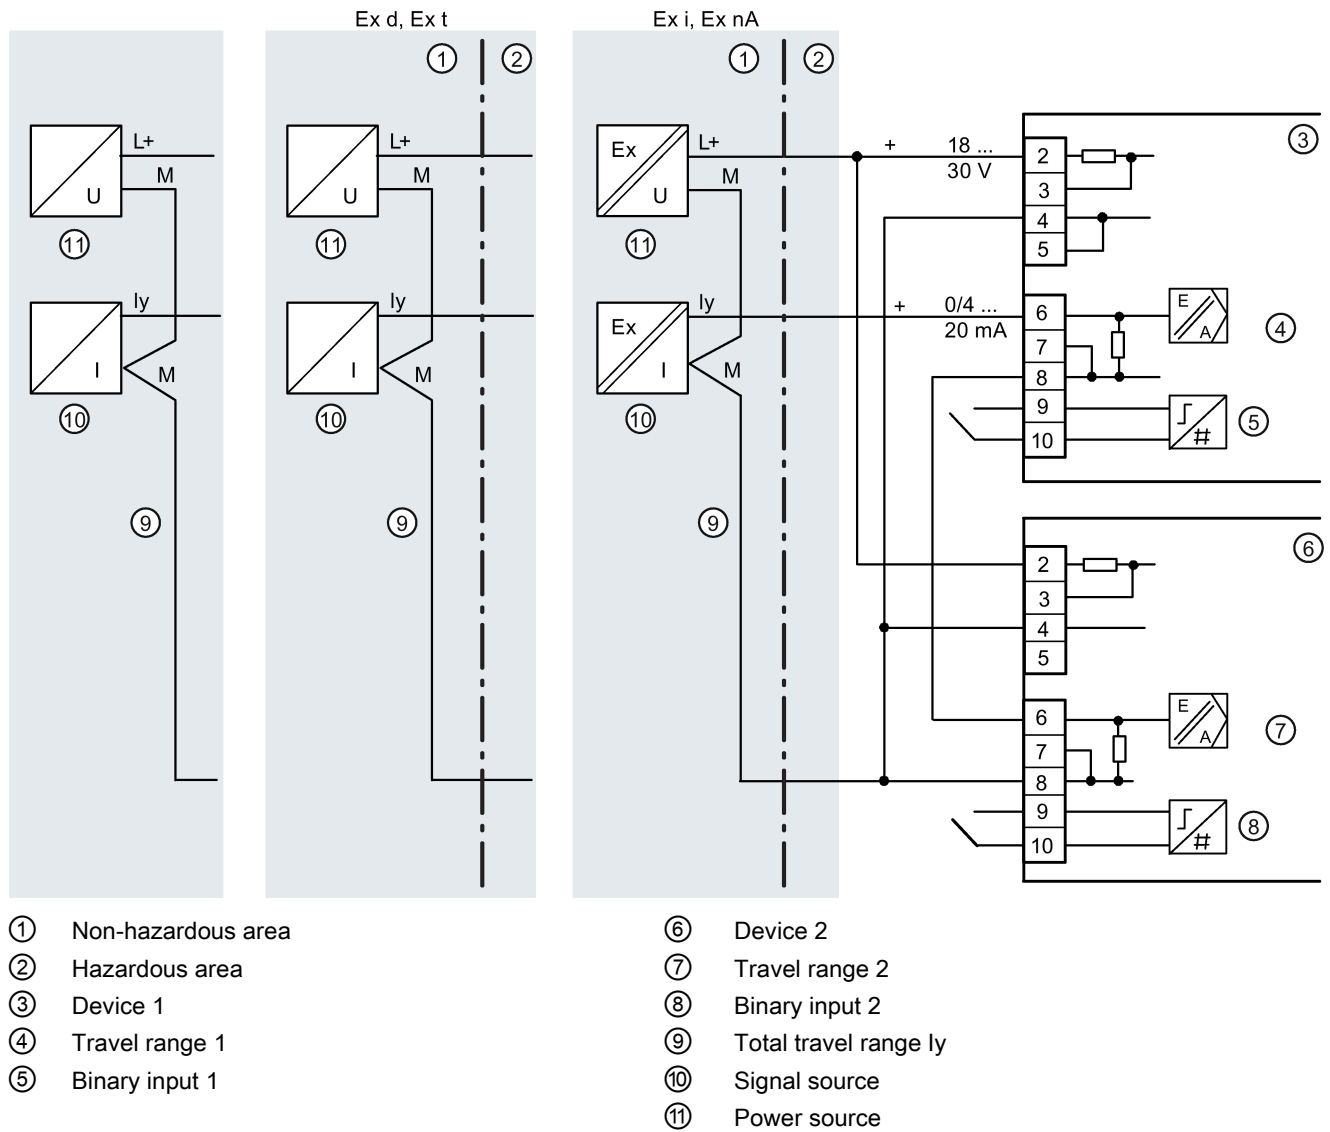 Ex d, Ex t
Ex i, Ex nA
1 2
1 2
3
L+
M
U
11
L+
M
U
11
Ex
L+
M
U
11
+ 18 ...
30 V
2
3
4
5
Iy
I
M
10
Iy
I
M
10
Ex
Iy
I
M
10
+ 0/4 ...
20 mA
6
7
8
9
10
E
A
4
5
#
9
9
9
6
2
3
4
5
6
7
8
9
10
E
A
7
8
#
1 Non-hazardous area
2 Hazardous area
3 Device 1
4 Travel range 1
5 Binary input 1
6 Device 2
7 Travel range 2
8 Binary input 2
9 Total travel range Iy
10 Signal source
11 Power source